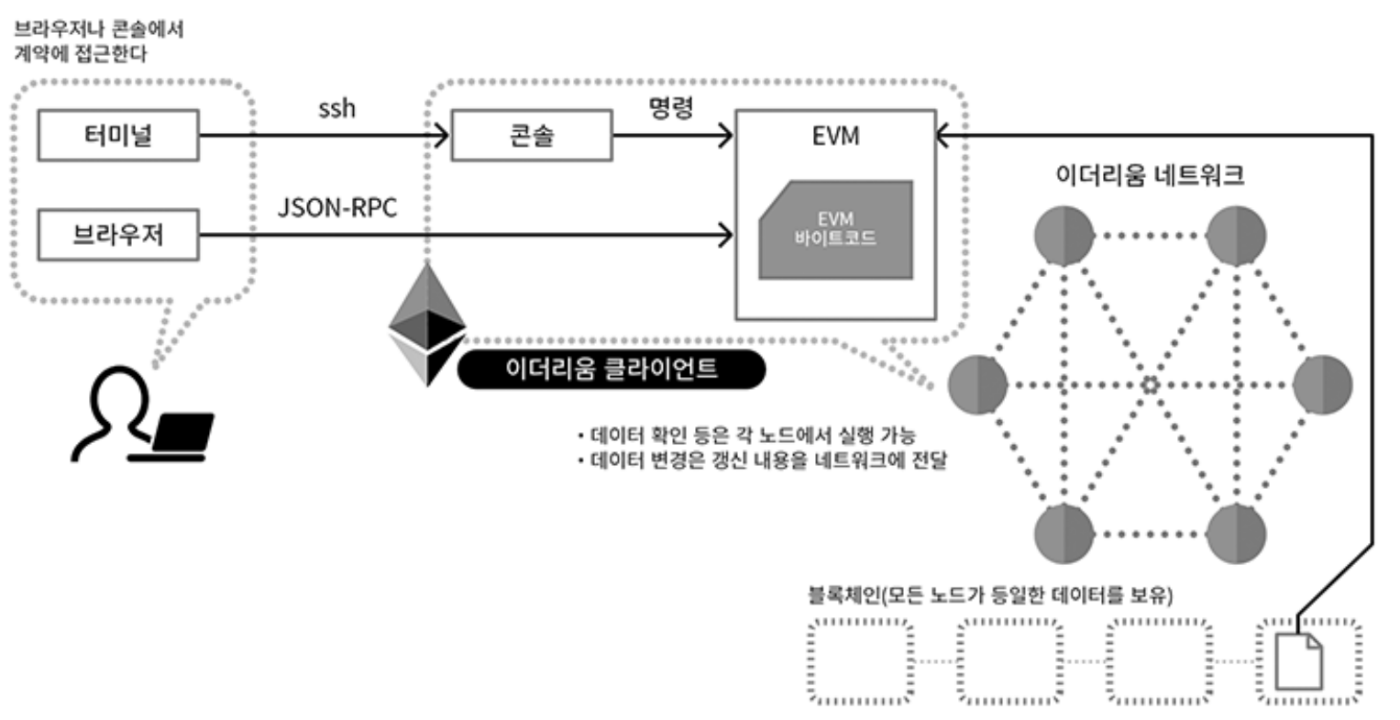 브라우저나 콘솔에서
계약에 접근한다
터미널
ssh
콘솔
명령
EVM
브라우저
JSON-RPC
EVM
바이트코드
이더리움 네트워크
이더리움 클라이언트
• 데이터 확인 등은 각 노드에서 실행 가능
• 데이터 변경은 갱신 내용을 네트워크에 전달
블록체인(모든 노드가 등일한 데이터를 보유)